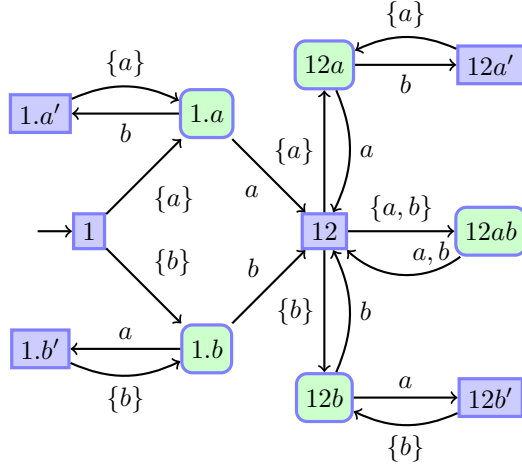 {a}
12a
12a′
{a}
b
1.a′
1.a
{a}
a
b
{a}
a
{a, b}
1
12
12ab
a, b
{b}
b
{b}
b
a
1.b′
1.b
{b}
a
12b
12b′
{b}